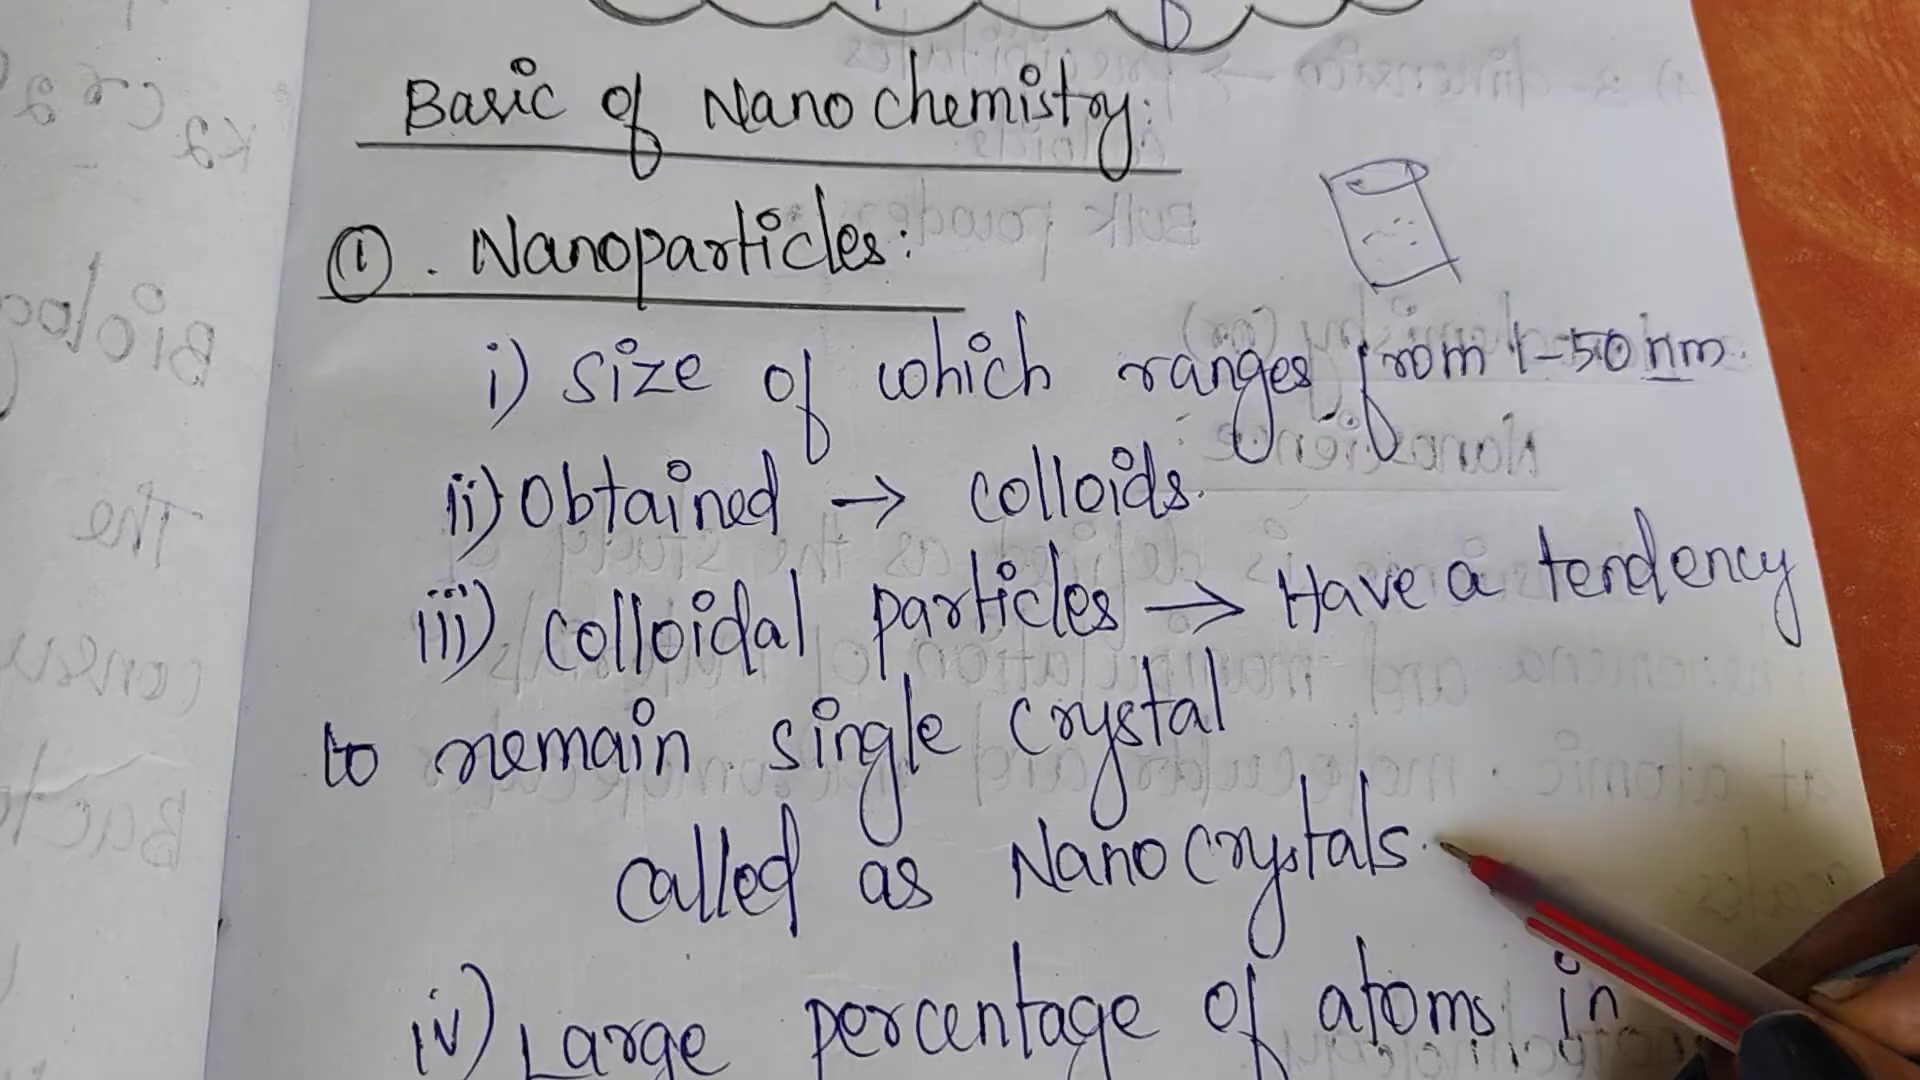 Basic of Nano chemistry:
① . Nanoparticles:
i) Size of which ranges from 1-50 nm.
ii) Obtained → colloids.
iii) colloidal particles → Have a tendency
to remain single crystal
called as Nano crystals.
iv) Large percentage of atoms in